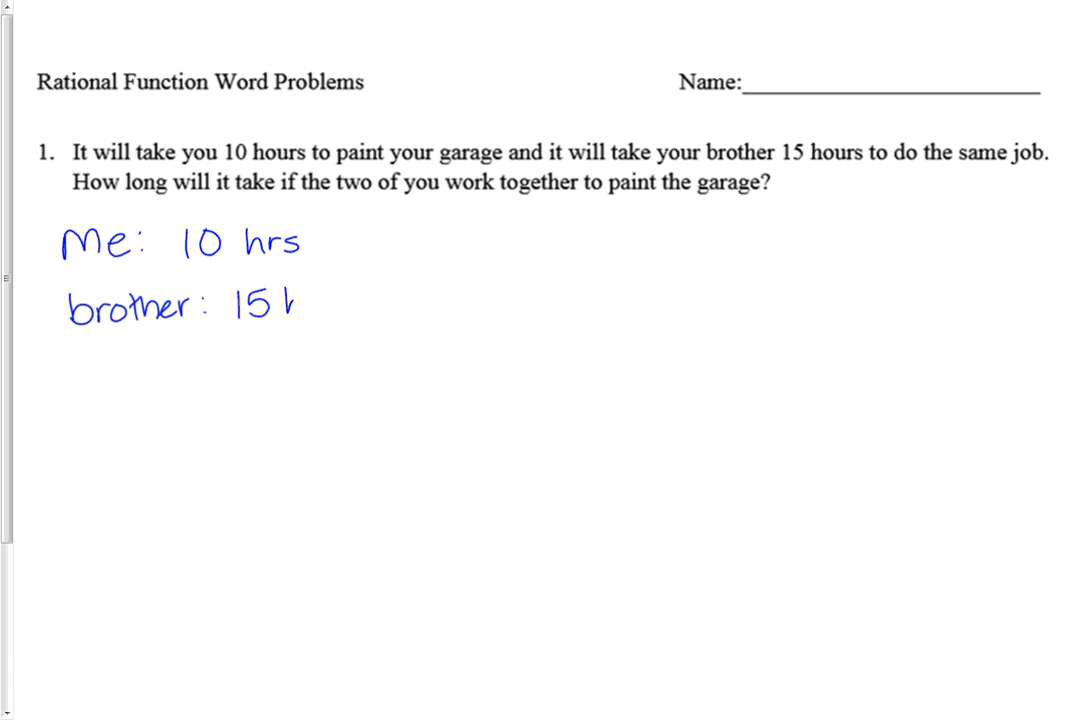 Rational Function Word Problems Name:
1. It will take you 10 hours to paint your garage and it will take your brother 15 hours to do the same job.
How long will it take if the two of you work together to paint the garage?
Me: 10 hrs
brother: 15